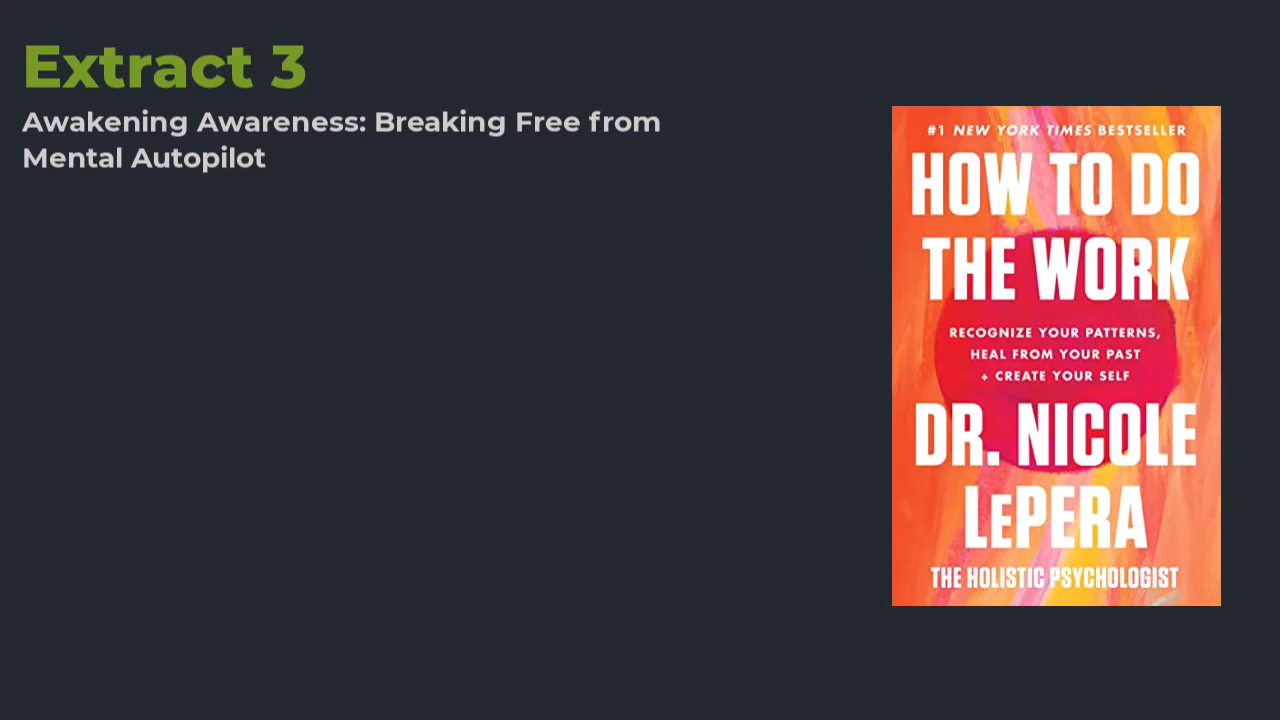 Extract 3
Awakening Awareness: Breaking Free from
Mental Autopilot
#1 NEW YORK TIMES BESTSELLER
HOW TO DO
THE WORK
RECOGNIZE YOUR PATTERNS,
HEAL FROM YOUR PAST
+ CREATE YOUR SELF
DR. NICOLE
LePERA
THE HOLISTIC PSYCHOLOGIST